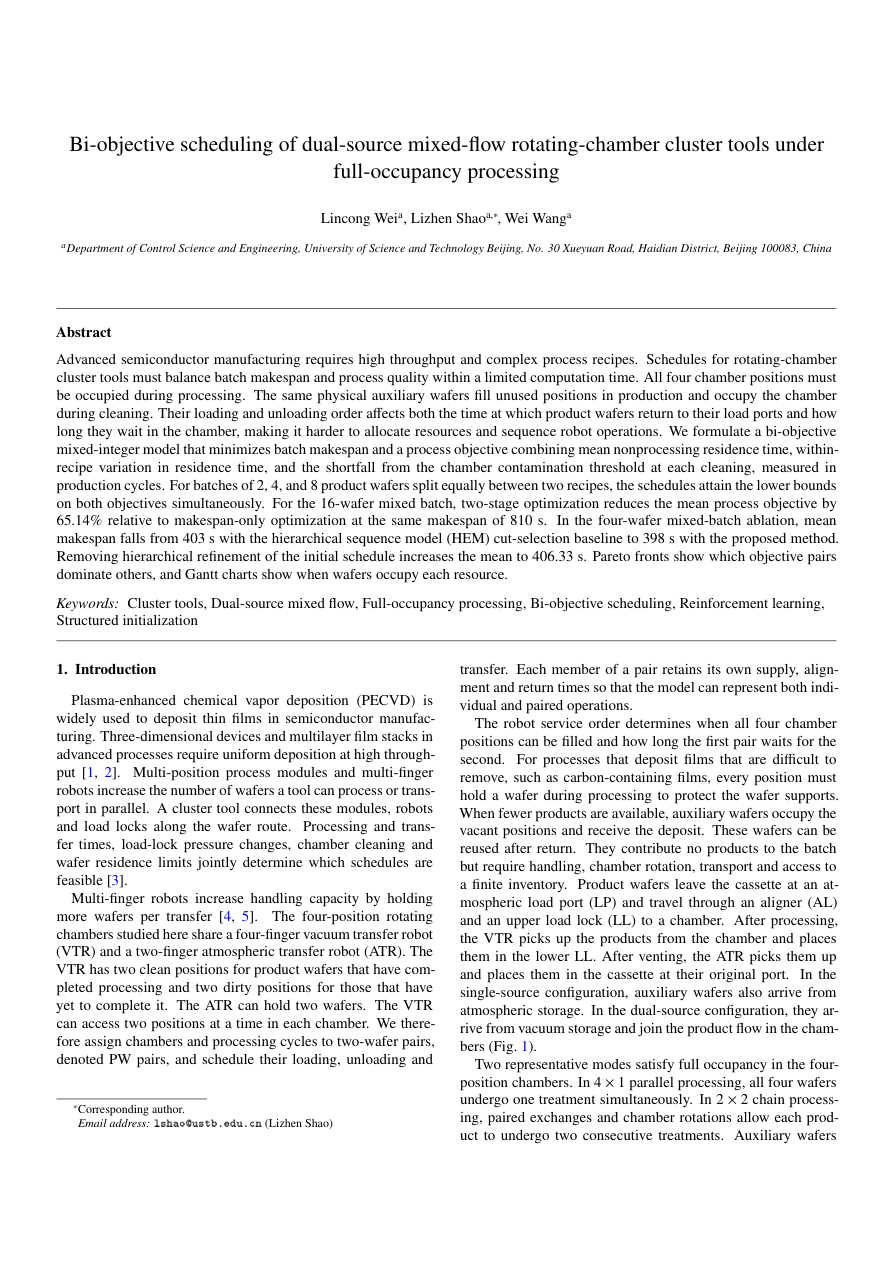 Bi-objective scheduling of dual-source mixed-flow rotating-chamber cluster tools under
full-occupancy processing
Lincong Weiᵃ, Lizhen Shaoᵃ,*, Wei Wangᵃ
ᵃDepartment of Control Science and Engineering, University of Science and Technology Beijing, No. 30 Xueyuan Road, Haidian District, Beijing 100083, China
Abstract
Advanced semiconductor manufacturing requires high throughput and complex process recipes. Schedules for rotating-chamber
cluster tools must balance batch makespan and process quality within a limited computation time. All four chamber positions must
be occupied during processing. The same physical auxiliary wafers fill unused positions in production and occupy the chamber
during cleaning. Their loading and unloading order affects both the time at which product wafers return to their load ports and how
long they wait in the chamber, making it harder to allocate resources and sequence robot operations. We formulate a bi-objective
mixed-integer model that minimizes batch makespan and a process objective combining mean nonprocessing residence time, within-
recipe variation in residence time, and the shortfall from the chamber contamination threshold at each cleaning, measured in
production cycles. For batches of 2, 4, and 8 product wafers split equally between two recipes, the schedules attain the lower bounds
on both objectives simultaneously. For the 16-wafer mixed batch, two-stage optimization reduces the mean process objective by
65.14% relative to makespan-only optimization at the same makespan of 810 s. In the four-wafer mixed-batch ablation, mean
makespan falls from 403 s with the hierarchical sequence model (HEM) cut-selection baseline to 398 s with the proposed method.
Removing hierarchical refinement of the initial schedule increases the mean to 406.33 s. Pareto fronts show which objective pairs
dominate others, and Gantt charts show when wafers occupy each resource.
Keywords: Cluster tools, Dual-source mixed flow, Full-occupancy processing, Bi-objective scheduling, Reinforcement learning,
Structured initialization
1. Introduction
Plasma-enhanced chemical vapor deposition (PECVD) is
widely used to deposit thin films in semiconductor manufac-
turing. Three-dimensional devices and multilayer film stacks in
advanced processes require uniform deposition at high through-
put [1, 2]. Multi-position process modules and multi-finger
robots increase the number of wafers a tool can process or trans-
port in parallel. A cluster tool connects these modules, robots
and load locks along the wafer route. Processing and trans-
fer times, load-lock pressure changes, chamber cleaning and
wafer residence limits jointly determine which schedules are
feasible [3].
Multi-finger robots increase handling capacity by holding
more wafers per transfer [4, 5]. The four-position rotating
chambers studied here share a four-finger vacuum transfer robot
(VTR) and a two-finger atmospheric transfer robot (ATR). The
VTR has two clean positions for product wafers that have com-
pleted processing and two dirty positions for those that have
yet to complete it. The ATR can hold two wafers. The VTR
can access two positions at a time in each chamber. We there-
fore assign chambers and processing cycles to two-wafer pairs,
denoted PW pairs, and schedule their loading, unloading and
*Corresponding author.
Email address: lshao@ustb.edu.cn (Lizhen Shao)
transfer. Each member of a pair retains its own supply, align-
ment and return times so that the model can represent both indi-
vidual and paired operations.
The robot service order determines when all four chamber
positions can be filled and how long the first pair waits for the
second. For processes that deposit films that are difficult to
remove, such as carbon-containing films, every position must
hold a wafer during processing to protect the wafer supports.
When fewer products are available, auxiliary wafers occupy the
vacant positions and receive the deposit. These wafers can be
reused after return. They contribute no products to the batch
but require handling, chamber rotation, transport and access to
a finite inventory. Product wafers leave the cassette at an at-
mospheric load port (LP) and travel through an aligner (AL)
and an upper load lock (LL) to a chamber. After processing,
the VTR picks up the products from the chamber and places
them in the lower LL. After venting, the ATR picks them up
and places them in the cassette at their original port. In the
single-source configuration, auxiliary wafers also arrive from
atmospheric storage. In the dual-source configuration, they ar-
rive from vacuum storage and join the product flow in the cham-
bers (Fig. 1).
Two representative modes satisfy full occupancy in the four-
position chambers. In 4 × 1 parallel processing, all four wafers
undergo one treatment simultaneously. In 2 × 2 chain process-
ing, paired exchanges and chamber rotations allow each prod-
uct to undergo two consecutive treatments. Auxiliary wafers